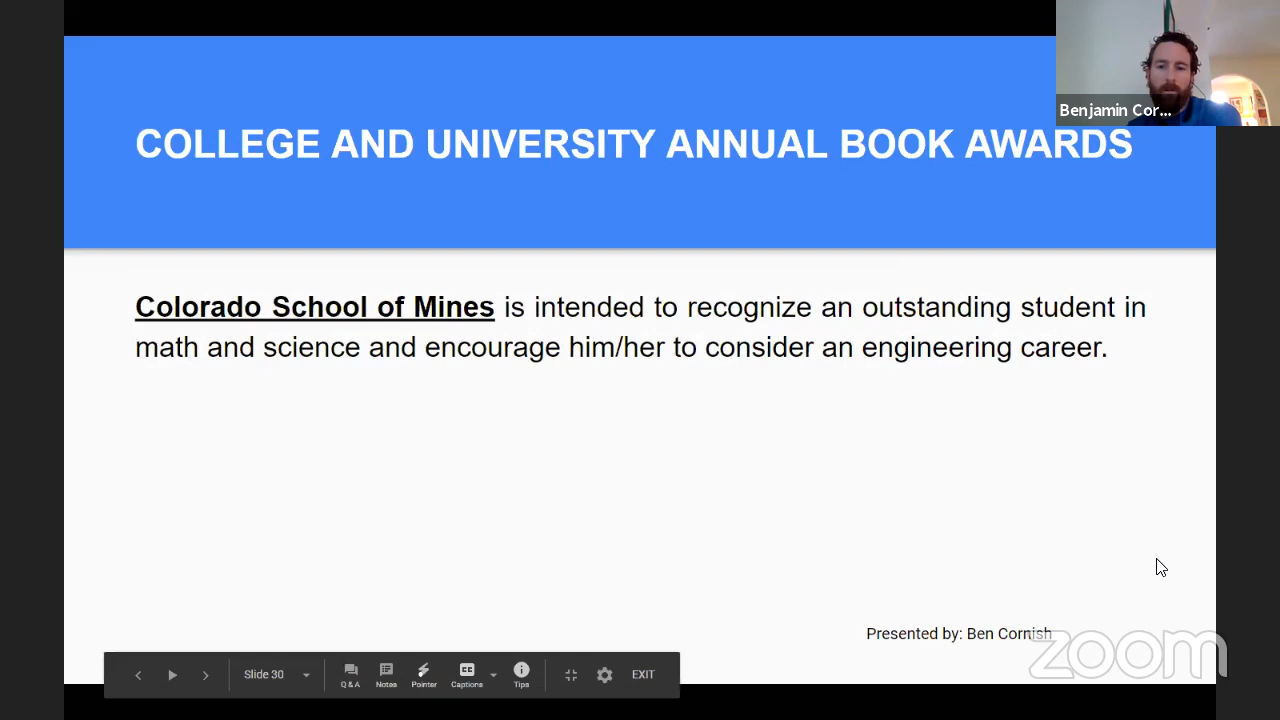 Benjamin Cor...
COLLEGE AND UNIVERSITY ANNUAL BOOK AWARDS
Colorado School of Mines is intended to recognize an outstanding student in
math and science and encourage him/her to consider an engineering career.
Presented by: Ben Cornish
zoom
Slide 30
Q & A
Notes
Pointer
CC
Captions
Tips
EXIT